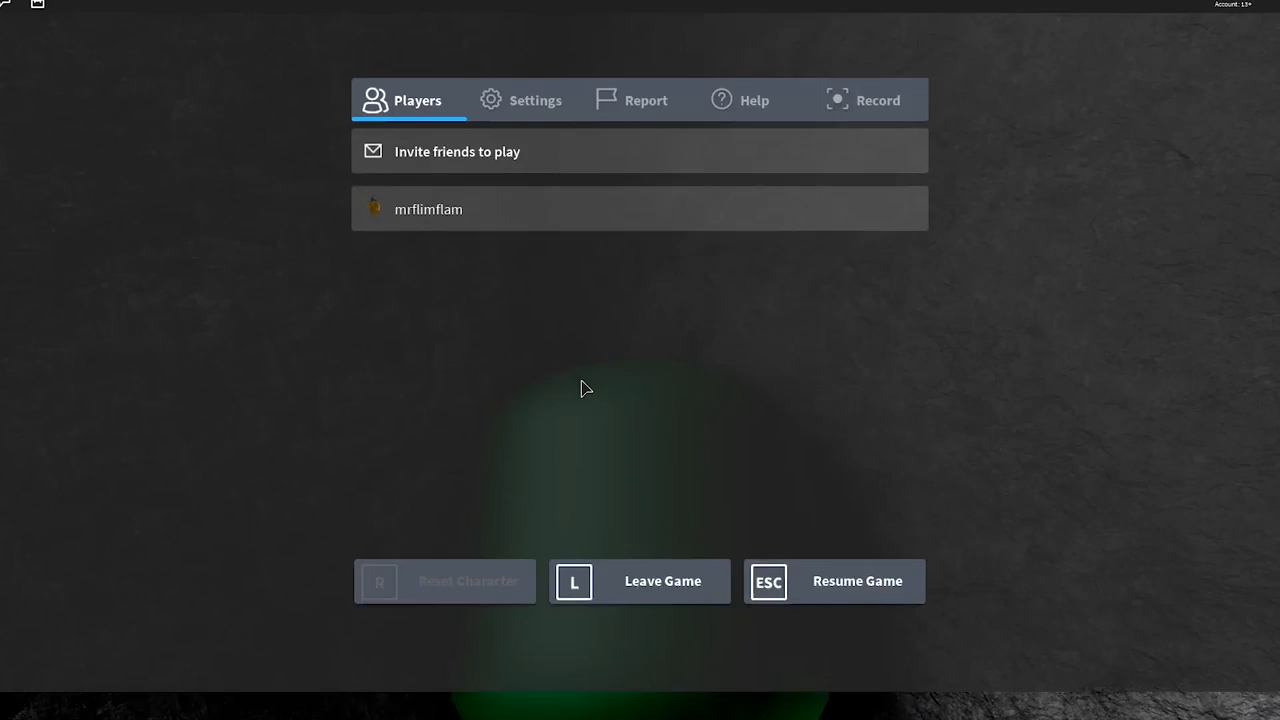 Account: 13+
Players
Settings
Report
Help
Record
Invite friends to play
mrflimflam
R Reset Character
L Leave Game
ESC Resume Game